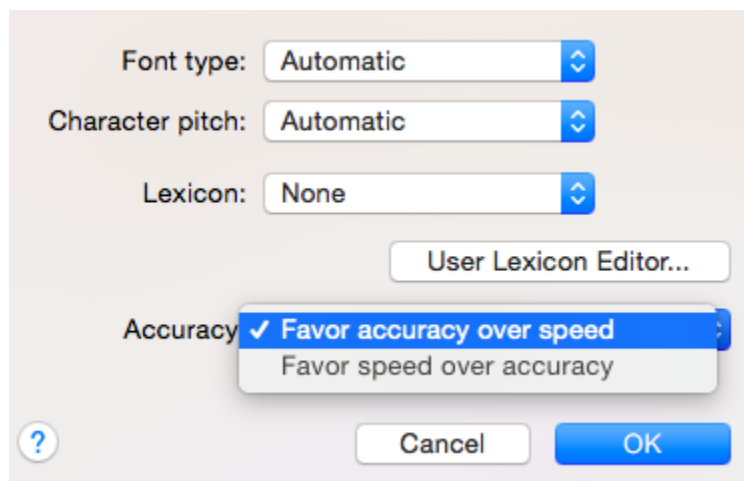 Font type: Automatic
Character pitch: Automatic
Lexicon: None
User Lexicon Editor...
Accuracy ✓ Favor accuracy over speed
Favor speed over accuracy
? Cancel OK